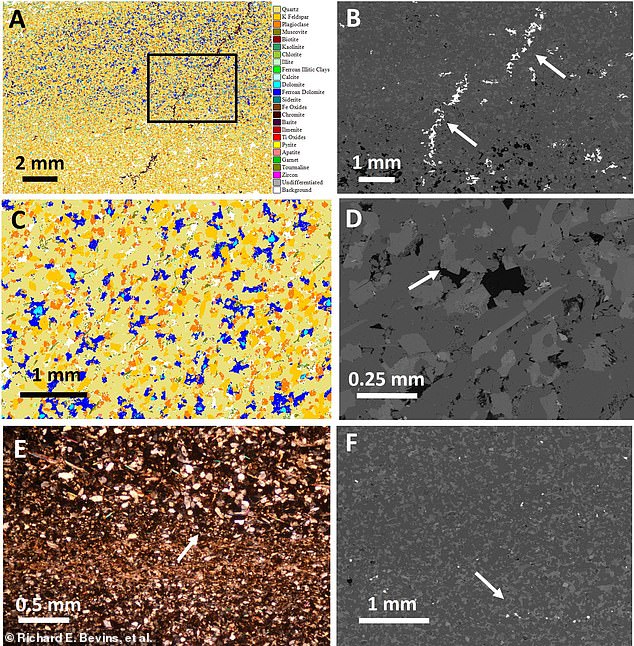 A
Quartz
K Feldspar
Plagioclase
Muscovite
Biotite
Kaolinite
Chlorite
Illite
Ferroan Illitic Clays
Calcite
Dolomite
Ferroan Dolomite
Siderite
Fe Oxides
Chromite
Barite
Ilmenite
Ti Oxides
Pyrite
Apatite
Garnet
Tourmaline
Zircon
Undifferentiated
Background
2 mm
B
1 mm
C
1 mm
D
0.25 mm
E
0.5 mm
© Richard E. Bevins, et al.
F
1 mm